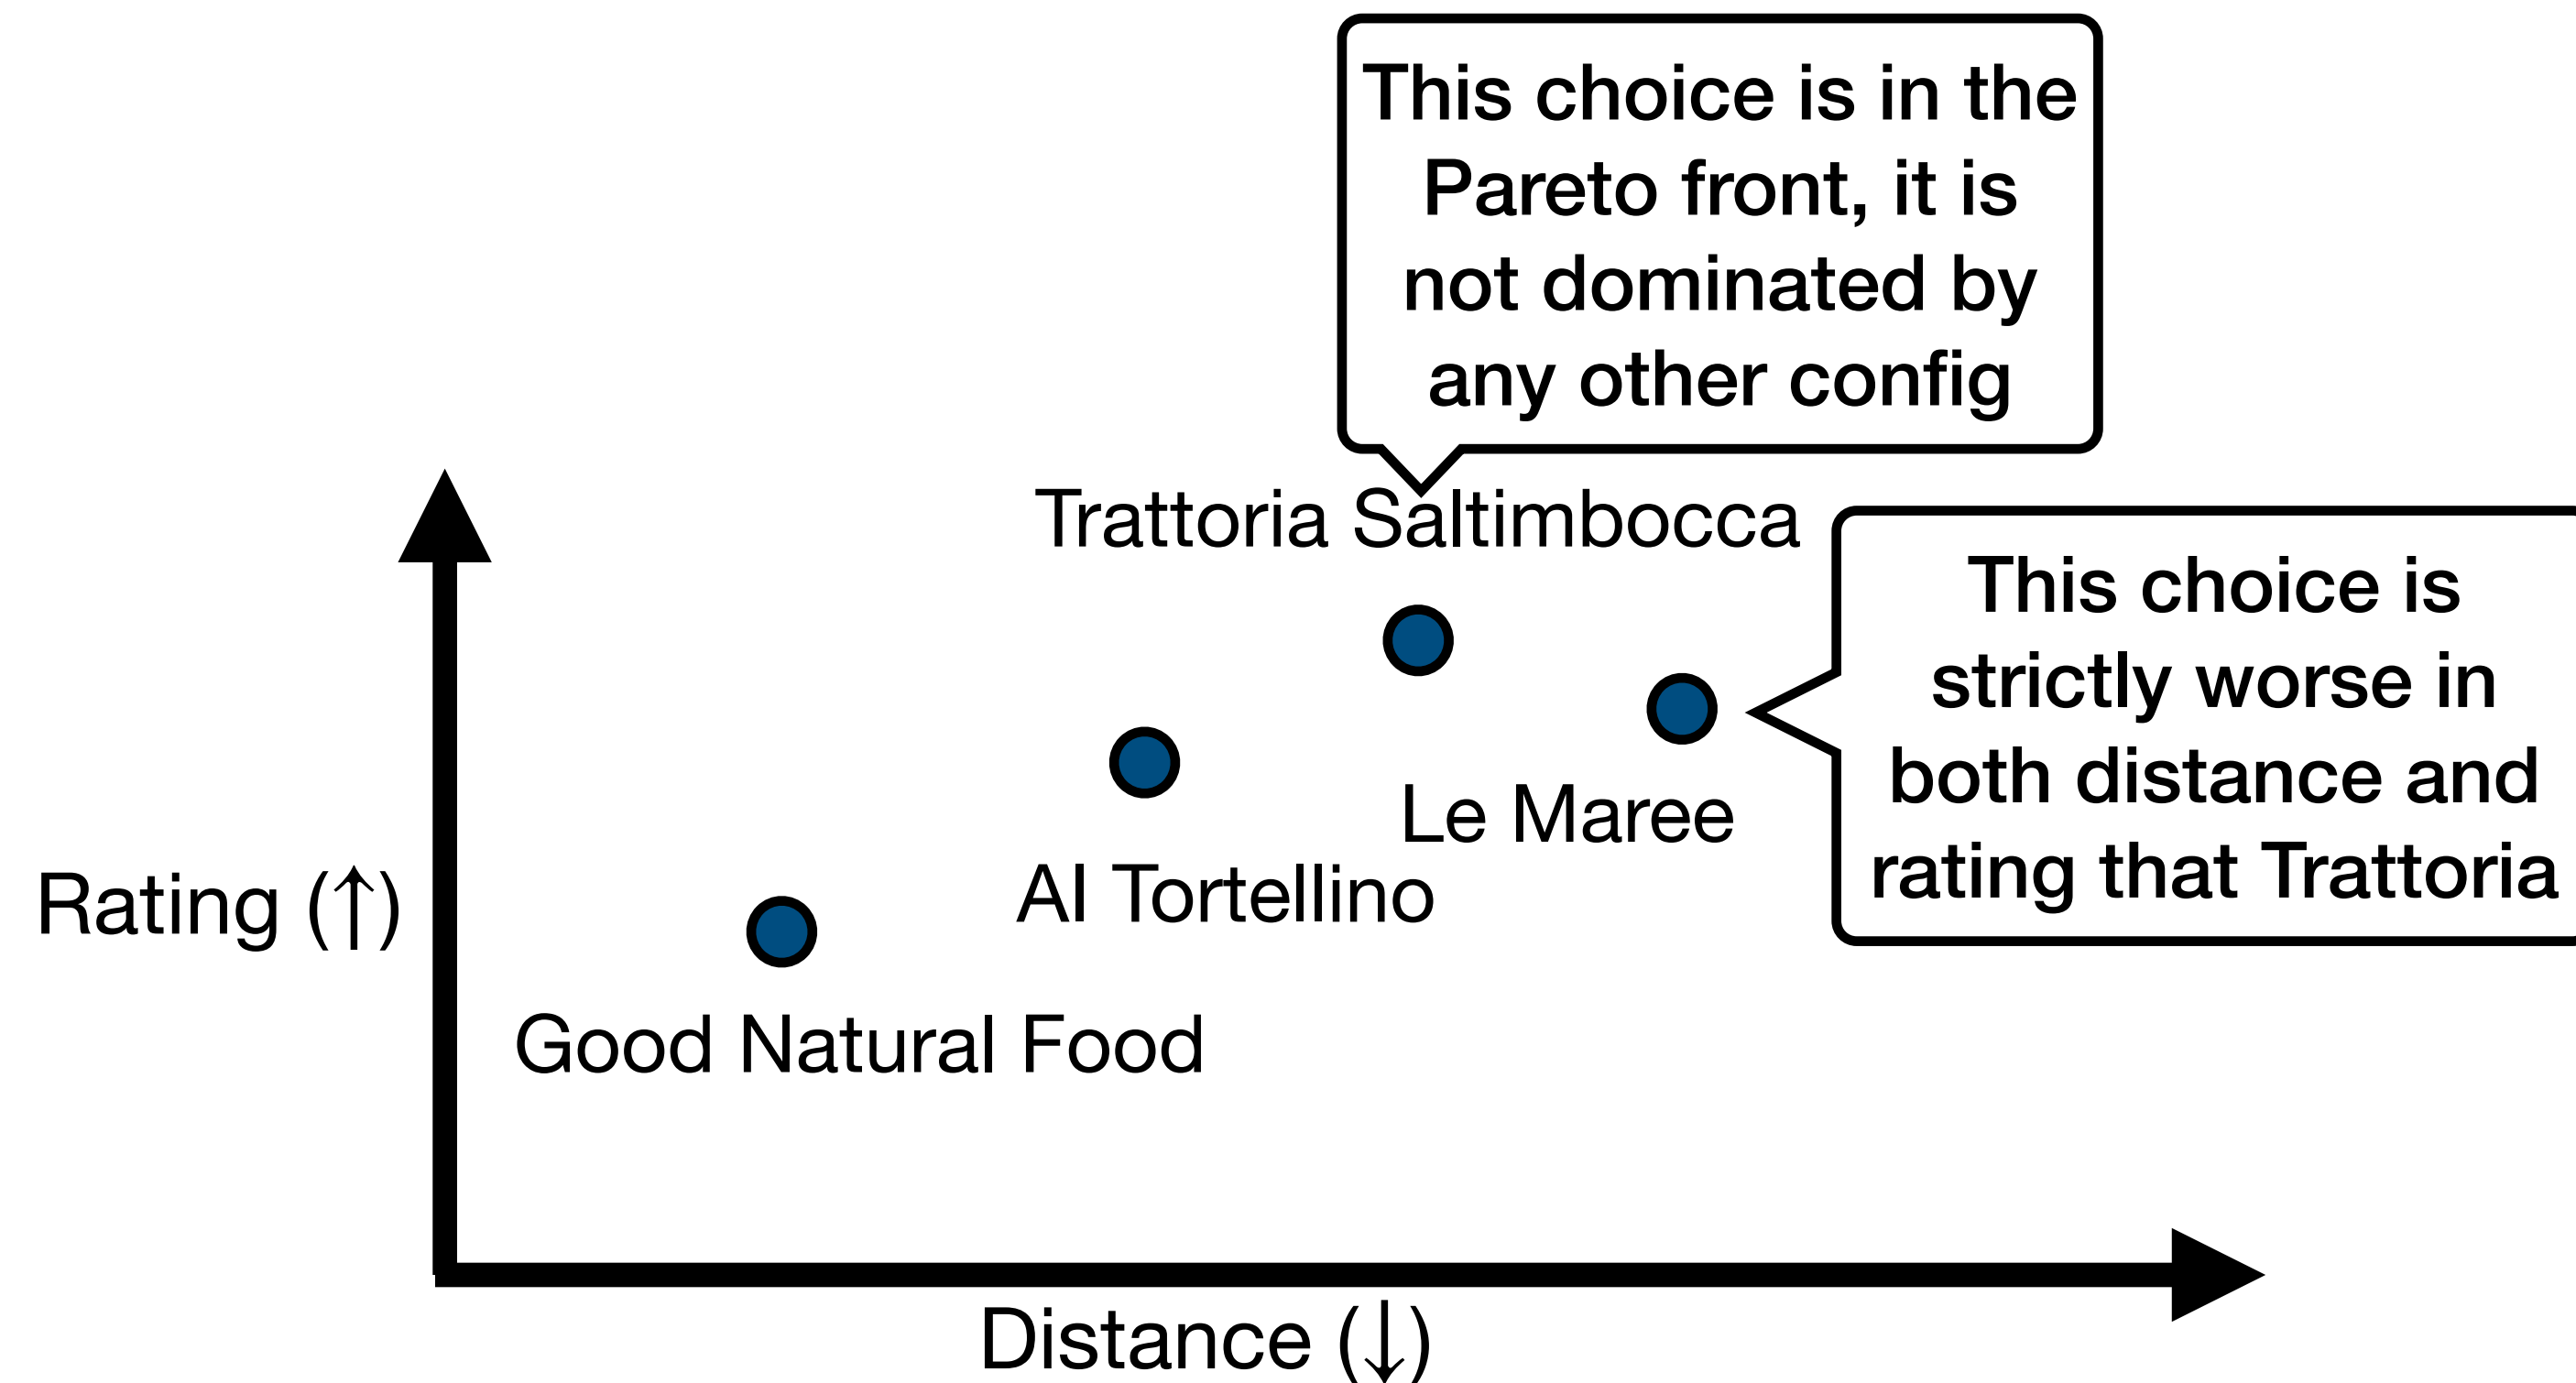 This choice is in the
Pareto front, it is
not dominated by
any other config
Trattoria Saltimbocca
This choice is
strictly worse in
both distance and
rating that Trattoria
Le Maree
Al Tortellino
Rating (↑)
Good Natural Food
Distance (↓)